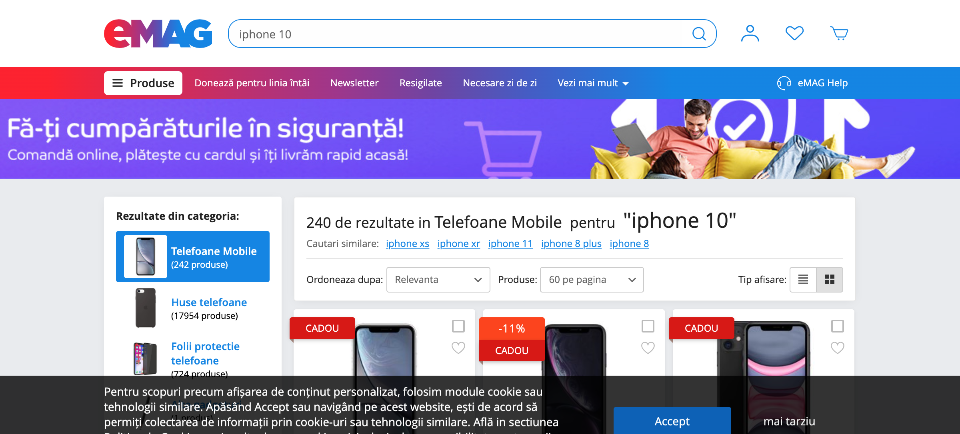 eMAG
iphone 10
Produse
Donează pentru linia întâi
Newsletter
Resigilate
Necesare zi de zi
Vezi mai mult
eMAG Help
Fă-ți cumpărăturile în siguranță!
Comandă online, plătește cu cardul și îți livrăm rapid acasă!
Rezultate din categoria:
Telefoane Mobile
(242 produse)
Huse telefoane
(17954 produse)
Folii protectie
telefoane
(724 produse)
240 de rezultate in Telefoane Mobile pentru "iphone 10"
Cautari similare: iphone xs iphone xr iphone 11 iphone 8 plus iphone 8
Ordoneaza dupa: Relevanta Produse: 60 pe pagina Tip afisare:
CADOU
-11%
CADOU
CADOU
Pentru scopuri precum afișarea de conținut personalizat, folosim module cookie sau
tehnologii similare. Apăsând Accept sau navigând pe acest website, ești de acord să
permiți colectarea de informații prin cookie-uri sau tehnologii similare. Află in sectiunea
Accept
mai tarziu